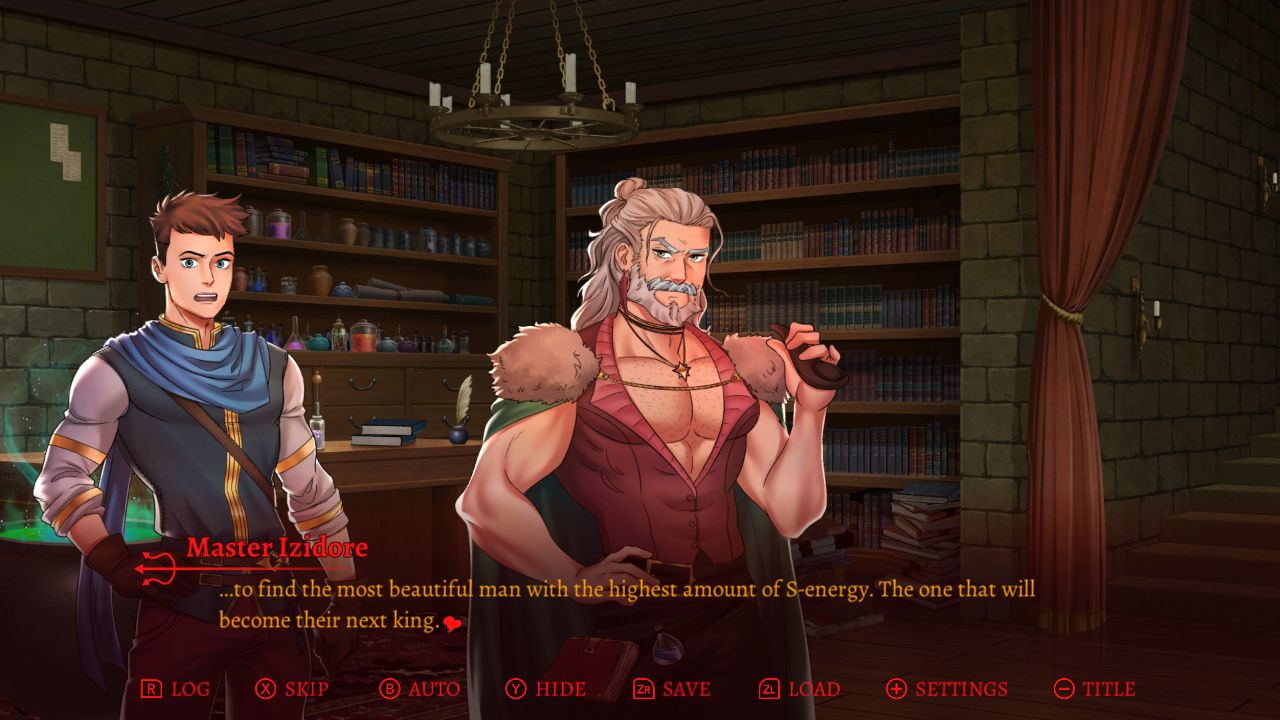 Master Izidore
...to find the most beautiful man with the highest amount of S-energy. The one that will
become their next king.
R LOG X SKIP B AUTO Y HIDE ZR SAVE ZL LOAD + SETTINGS − TITLE